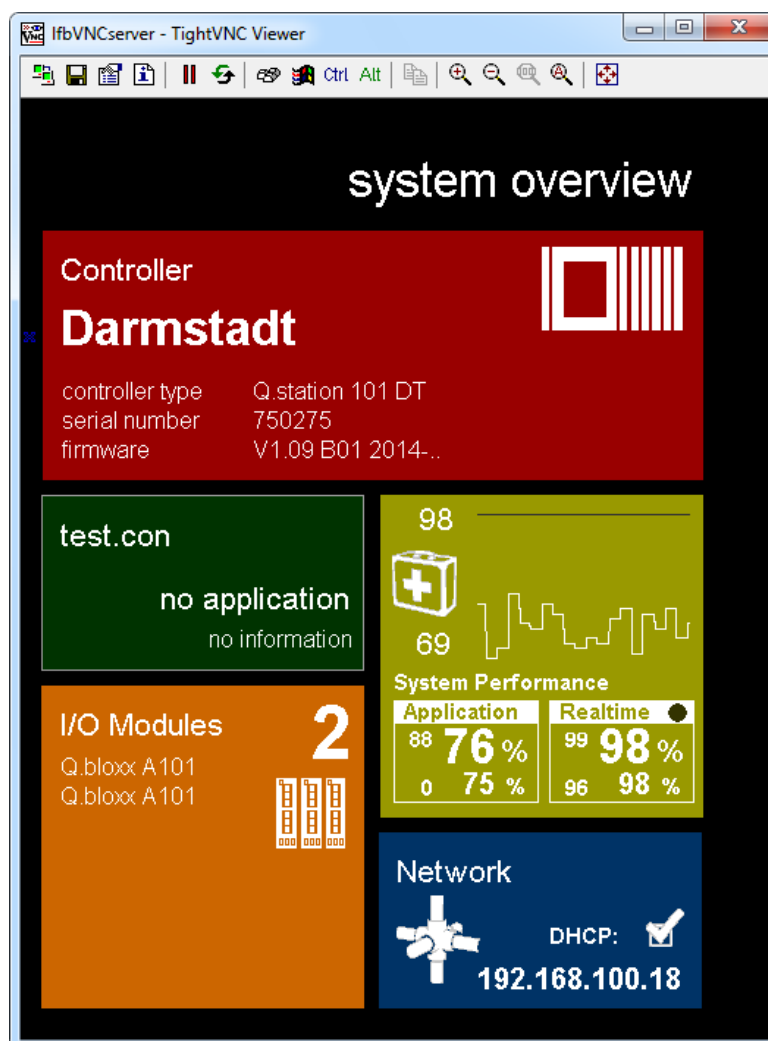 lfbVNCserver - TightVNC Viewer
Ctrl Alt
system overview
Controller
Darmstadt
controller type Q.station 101 DT
serial number 750275
firmware V1.09 B01 2014-..
test.con
no application
no information
98
69
System Performance
Application
88 76 %
0 75 %
Realtime
99 98 %
96 98 %
I/O Modules 2
Q.bloxx A101
Q.bloxx A101
Network
DHCP:
192.168.100.18